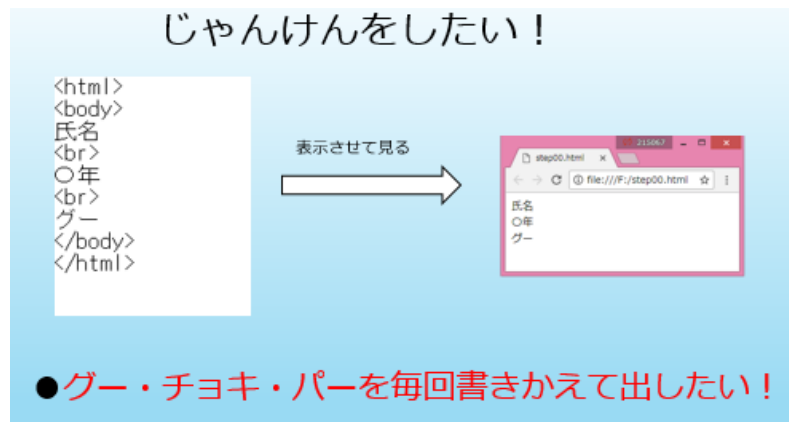 じゃんけんをしたい！
<html>
<body>
氏名
<br>
〇年
<br>
グー
</body>
</html>
表示させて見る
215067
step00.html
file:///F:/step00.html
氏名
〇年
グー
●グー・チョキ・パーを毎回書きかえて出したい！